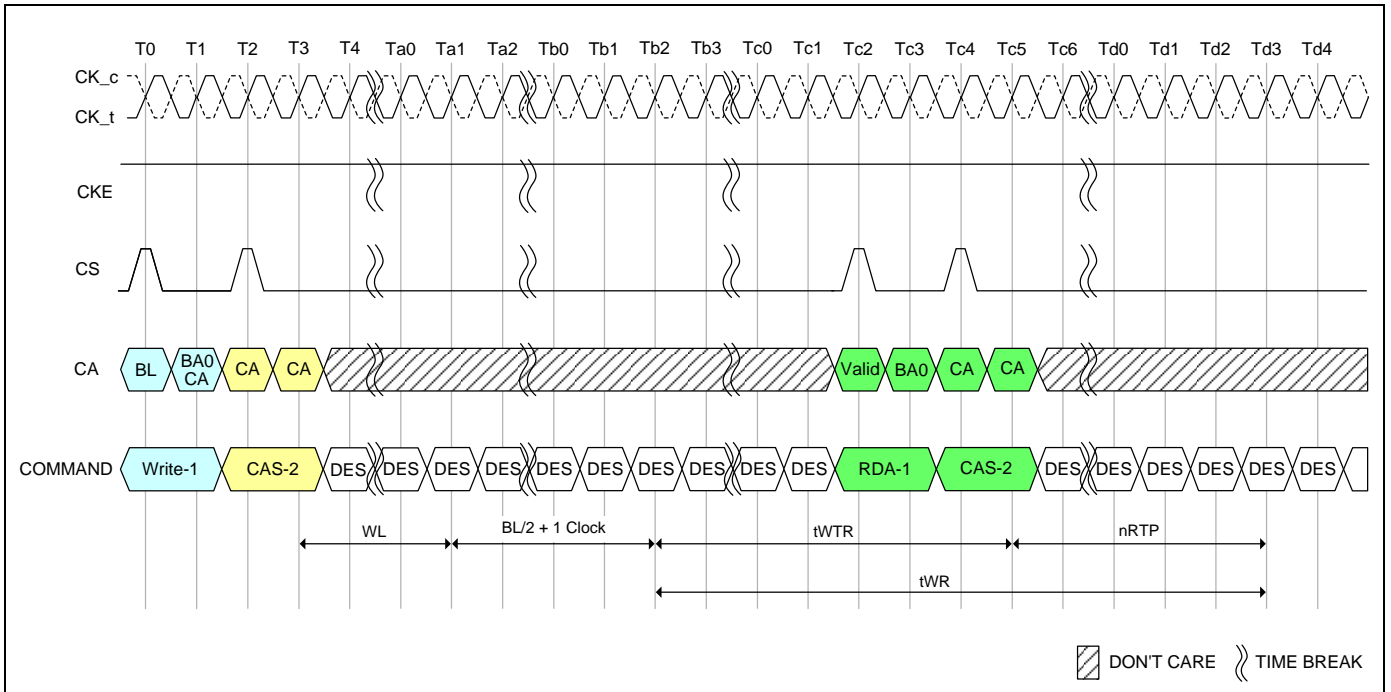 T0 T1 T2 T3 T4 Ta0 Ta1 Ta2 Tb0 Tb1 Tb2 Tb3 Tc0 Tc1 Tc2 Tc3 Tc4 Tc5 Tc6 Td0 Td1 Td2 Td3 Td4
CK_c
CK_t
CKE
CS
CA BL BA0 CA CA CA Valid BA0 CA CA
COMMAND Write-1 CAS-2 DES DES DES DES DES DES DES DES DES DES RDA-1 CAS-2 DES DES DES DES DES DES
WL BL/2 + 1 Clock tWTR nRTP
tWR
DON'T CARE TIME BREAK